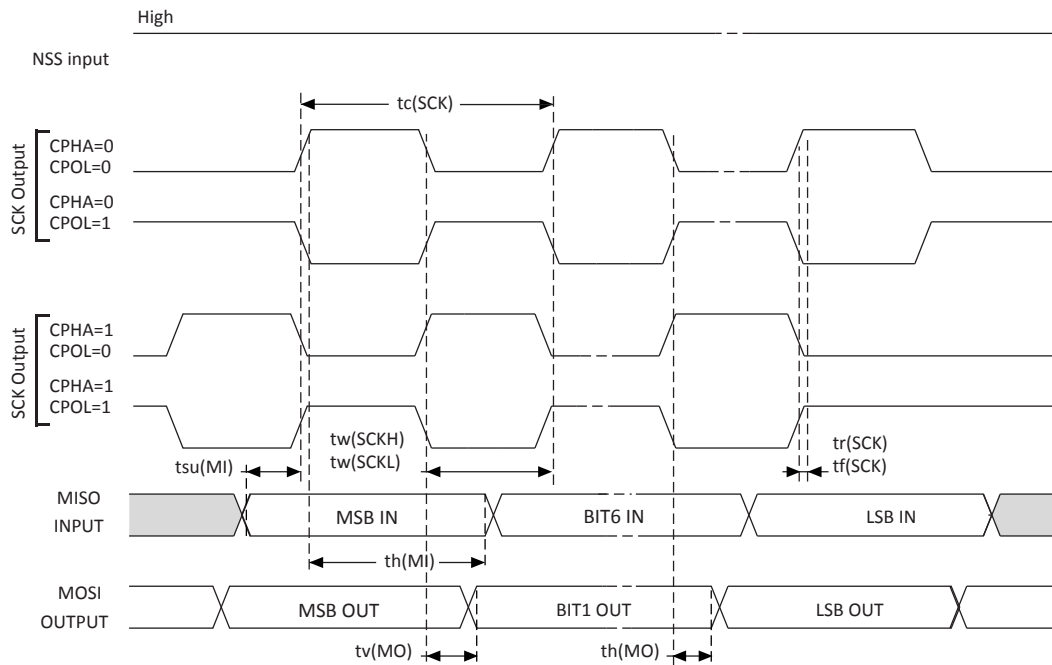 High
NSS input
tc(SCK)
SCK Output
CPHA=0
CPOL=0
CPHA=0
CPOL=1
SCK Output
CPHA=1
CPOL=0
CPHA=1
CPOL=1
tsu(MI)
tw(SCKH)
tw(SCKL)
tr(SCK)
tf(SCK)
MISO
INPUT
MSB IN
BIT6 IN
LSB IN
th(MI)
MOSI
OUTPUT
MSB OUT
BIT1 OUT
LSB OUT
tv(MO)
th(MO)